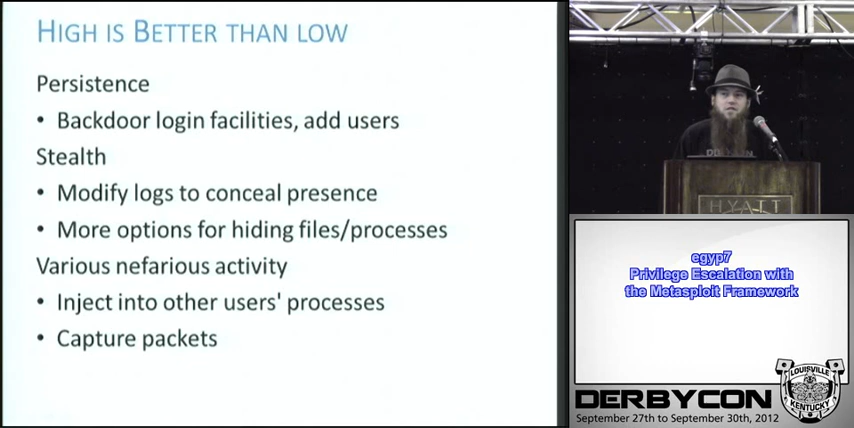 HIGH IS BETTER THAN LOW
Persistence
• Backdoor login facilities, add users
Stealth
• Modify logs to conceal presence
• More options for hiding files/processes
Various nefarious activity
• Inject into other users' processes
• Capture packets
HYATT
egyp7
Privilege Escalation with
the Metasploit Framework
LOUISVILLE
KENTUCKY
DERBYCON
September 27th to September 30th, 2012